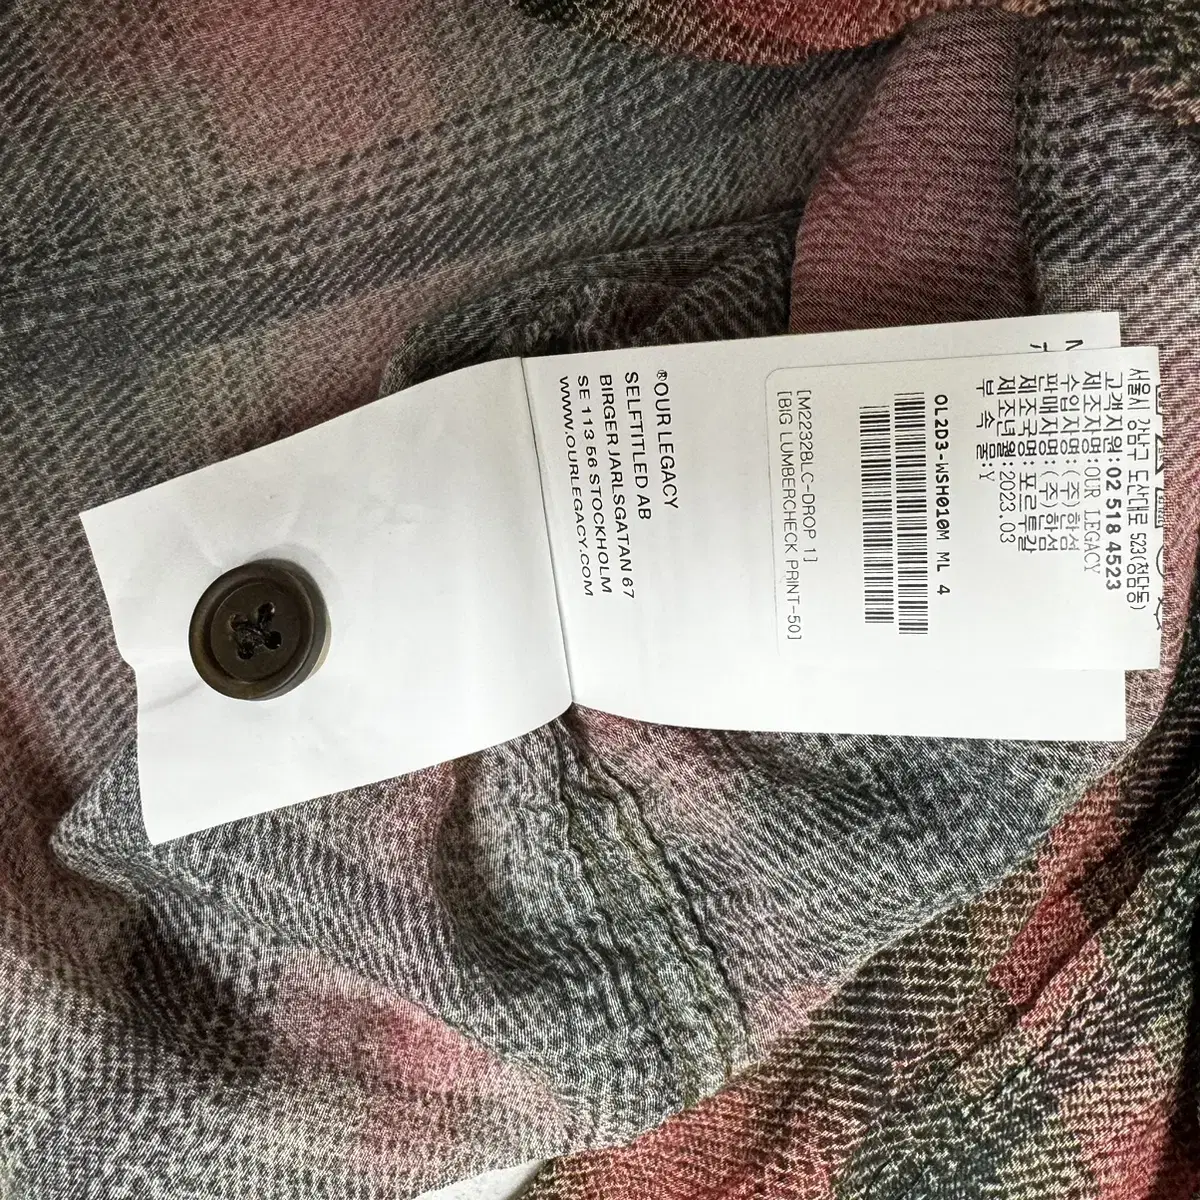 ®OUR LEGACY
SELFTITLED AB
BIRGER JARLSGATAN 67
SE 113 56 STOCKHOLM
WWW.OURLEGACY.COM
OL2D3-WSH010M ML 4
[M2232BLC-DROP 1]
[BIG LUMBERCHECK PRINT-50]
서울시 강남구 도산대로 523(청담동)
고객지원:02 518 4523
제조자명:OUR LEGACY
수입자명: (주)한섬
판매자명: (주)한섬
제조국명: 포르투갈
제조년월:2023.03
부 속 물:Y